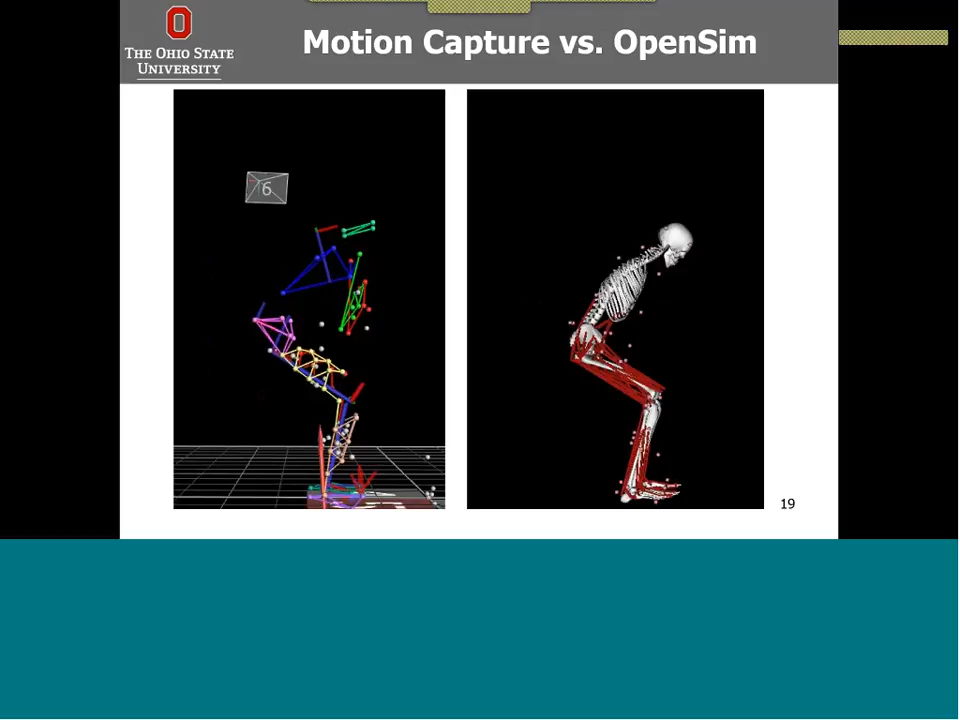 THE OHIO STATE
UNIVERSITY
Motion Capture vs. OpenSim
6
19